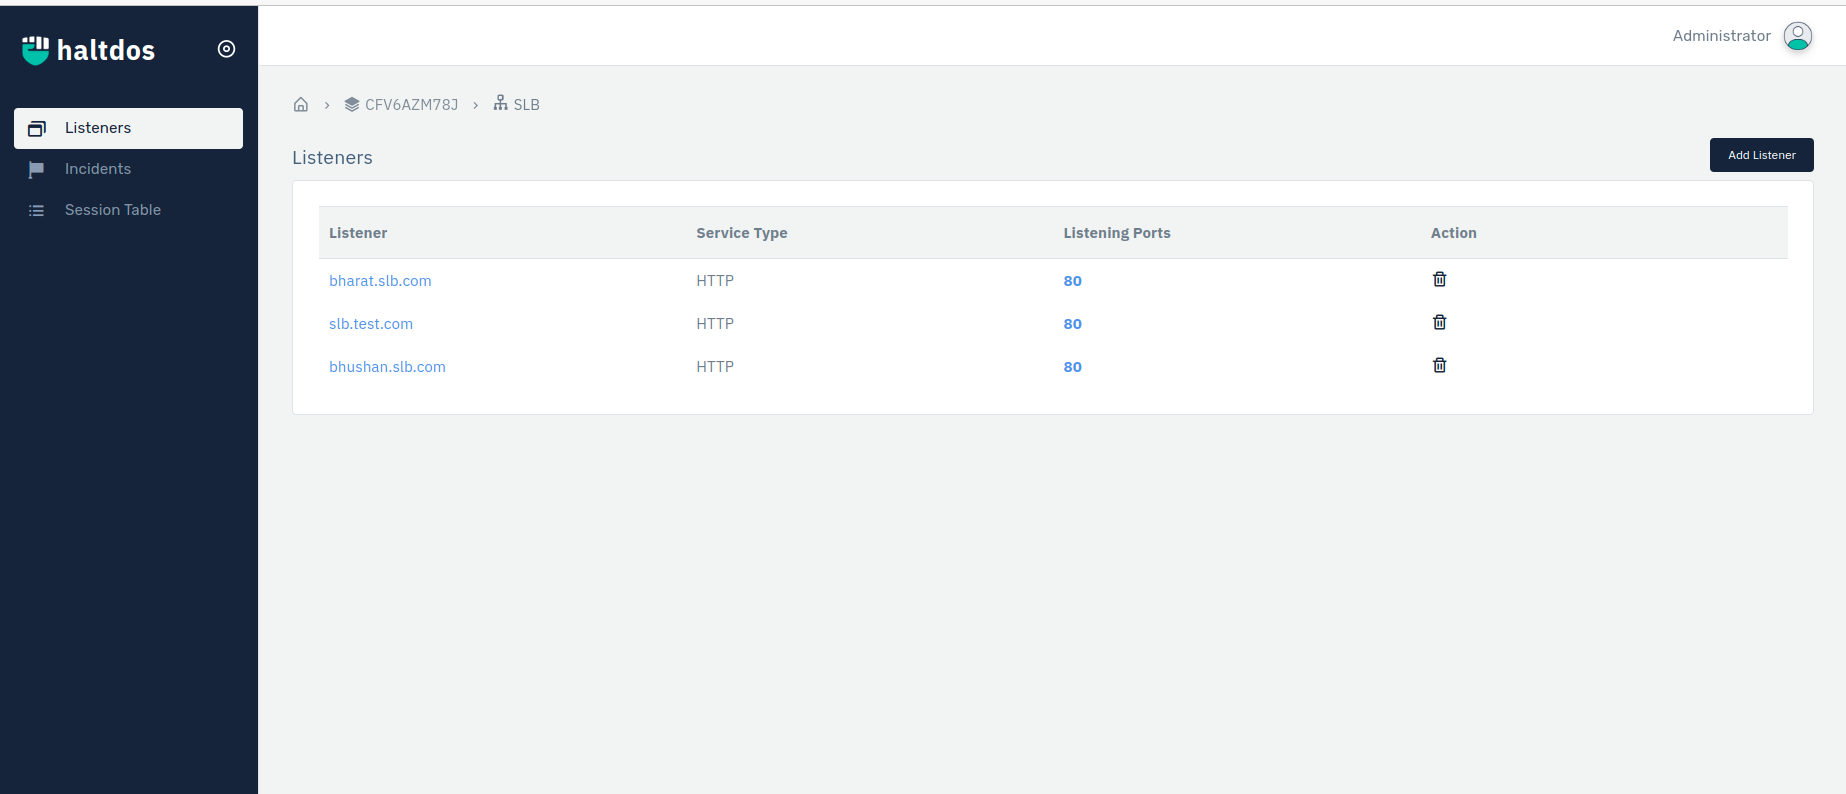 haltdos
Administrator
Listeners
Incidents
Session Table
CFV6AZM78J SLB
Listeners
Add Listener
Listener Service Type Listening Ports Action
bharat.slb.com HTTP 80
slb.test.com HTTP 80
bhushan.slb.com HTTP 80